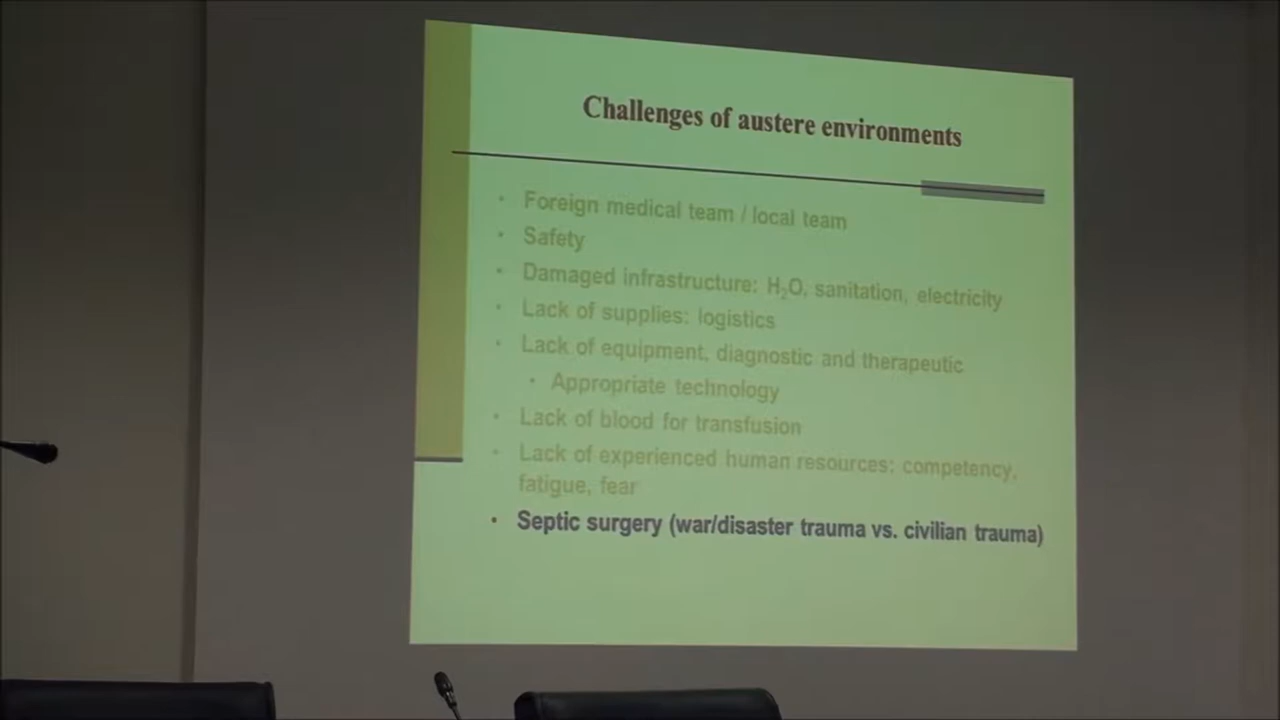 Challenges of austere environments
• Foreign medical team / local team
• Safety
• Damaged infrastructure: H₂O, sanitation, electricity
• Lack of supplies: logistics
• Lack of equipment, diagnostic and therapeutic
• Appropriate technology
• Lack of blood for transfusion
• Lack of experienced human resources: competency,
fatigue, fear
• Septic surgery (war/disaster trauma vs. civilian trauma)